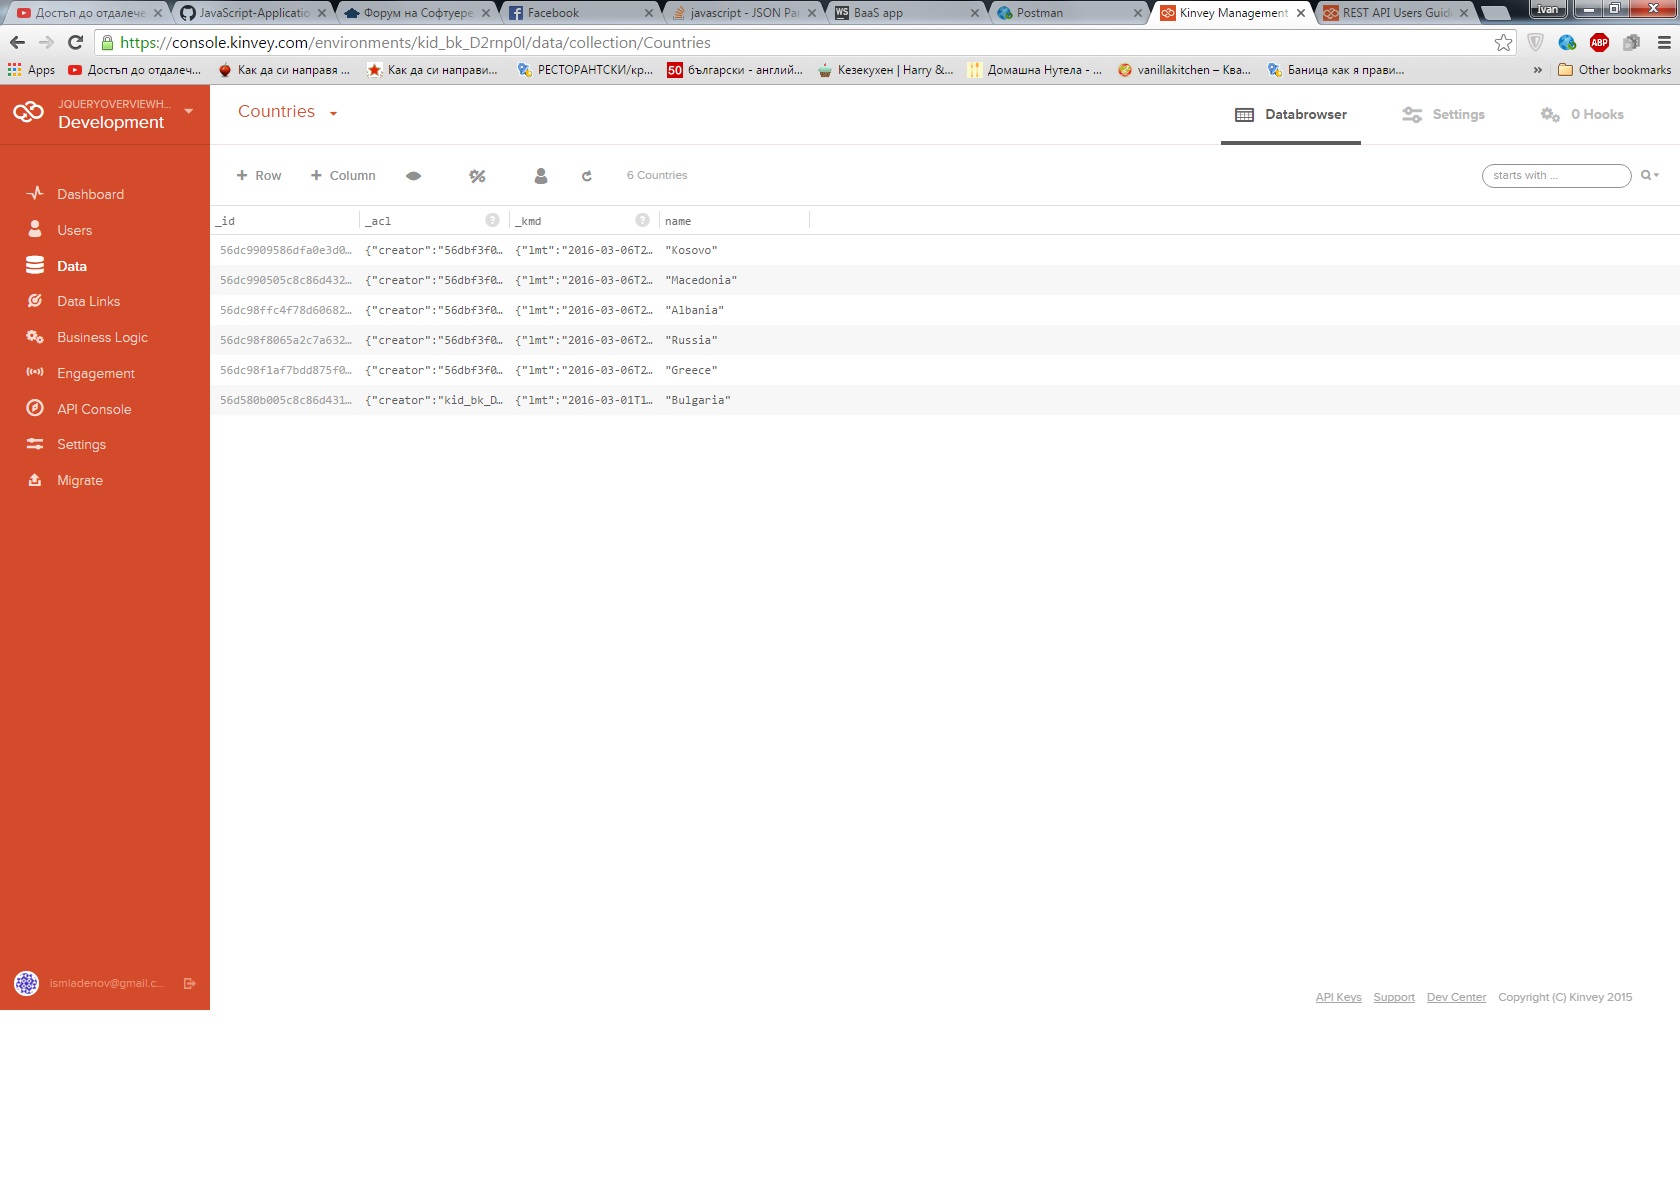 Достъп до отдалече
JavaScript-Applicatio
Форум на Софтуере
Facebook
javascript - JSON Pa
BaaS app
Postman
Kinvey Management
REST API Users Guid
Ivan
https://console.kinvey.com/environments/kid_bk_D2rnp0l/data/collection/Countries
ABP
Apps
Достъп до отдалеч...
Как да си направя ...
Как да си направи...
РЕСТОРАНТСКИ/кр...
50 български - англий...
Кезекухен | Harry &...
Домашна Нутела - ...
vanillakitchen – Ква...
Баница как я прави...
»
Other bookmarks
JQUERYOVERVIEWH...
Development
Countries
Databrowser
Settings
0 Hooks
+ Row
+ Column
6 Countries
starts with ...
_id _acl ? _kmd ? name
56dc9909586dfa0e3d0… {"creator":"56dbf3f0… {"lmt":"2016-03-06T2… "Kosovo"
56dc990505c8c86d432… {"creator":"56dbf3f0… {"lmt":"2016-03-06T2… "Macedonia"
56dc98ffc4f78d60682… {"creator":"56dbf3f0… {"lmt":"2016-03-06T2… "Albania"
56dc98f8065a2c7a632… {"creator":"56dbf3f0… {"lmt":"2016-03-06T2… "Russia"
56dc98f1af7bdd875f0… {"creator":"56dbf3f0… {"lmt":"2016-03-06T2… "Greece"
56d580b005c8c86d431… {"creator":"kid_bk_D… {"lmt":"2016-03-01T1… "Bulgaria"
Dashboard
Users
Data
Data Links
Business Logic
Engagement
API Console
Settings
Migrate
ismladenov@gmail.c...
API Keys Support Dev Center Copyright (C) Kinvey 2015